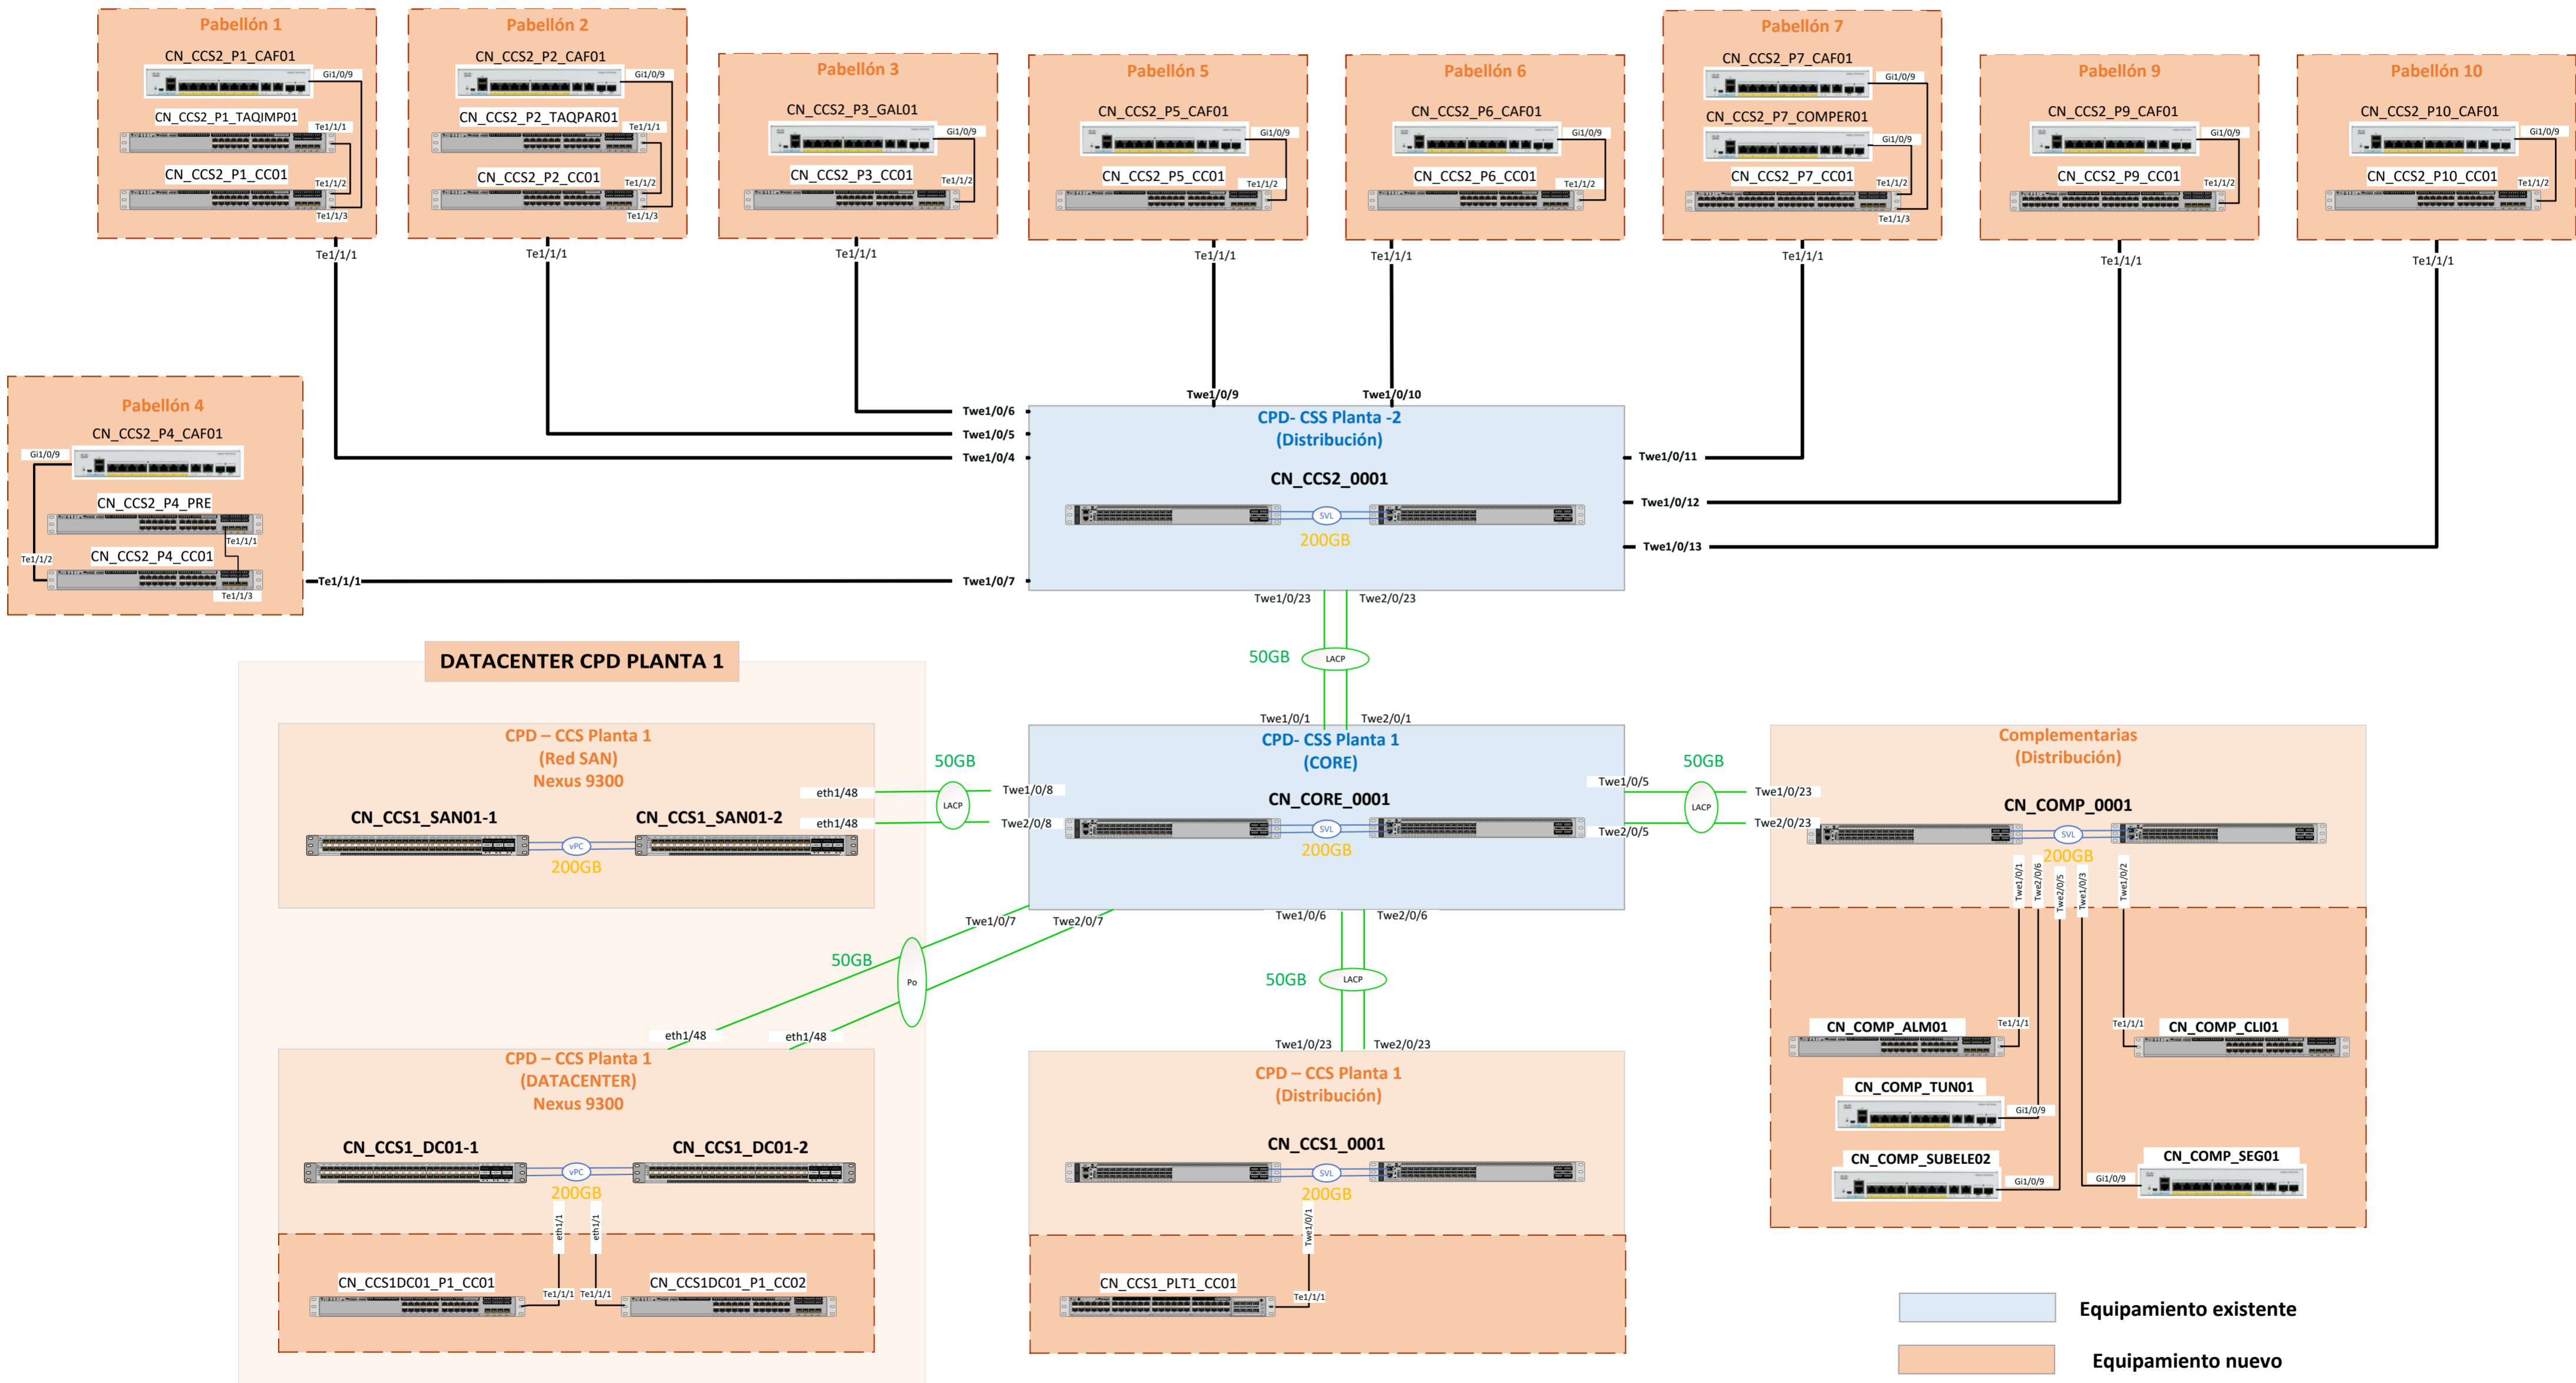 Pabellón 1
CN_CCS2_P1_CAF01
Gi1/0/9
CN_CCS2_P1_TAQIMP01
Te1/1/1
CN_CCS2_P1_CC01
Te1/1/2
Te1/1/3
Te1/1/1
Pabellón 2
CN_CCS2_P2_CAF01
Gi1/0/9
CN_CCS2_P2_TAQPAR01
Te1/1/1
CN_CCS2_P2_CC01
Te1/1/2
Te1/1/3
Te1/1/1
Pabellón 3
CN_CCS2_P3_GAL01
Gi1/0/9
CN_CCS2_P3_CC01
Te1/1/2
Te1/1/1
Pabellón 5
CN_CCS2_P5_CAF01
Gi1/0/9
CN_CCS2_P5_CC01
Te1/1/2
Te1/1/1
Pabellón 6
CN_CCS2_P6_CAF01
Gi1/0/9
CN_CCS2_P6_CC01
Te1/1/2
Te1/1/1
Pabellón 7
CN_CCS2_P7_CAF01
Gi1/0/9
CN_CCS2_P7_COMPER01
Gi1/0/9
CN_CCS2_P7_CC01
Te1/1/2
Te1/1/3
Te1/1/1
Pabellón 9
CN_CCS2_P9_CAF01
Gi1/0/9
CN_CCS2_P9_CC01
Te1/1/2
Te1/1/1
Pabellón 10
CN_CCS2_P10_CAF01
Gi1/0/9
CN_CCS2_P10_CC01
Te1/1/2
Te1/1/1
Pabellón 4
CN_CCS2_P4_CAF01
Gi1/0/9
CN_CCS2_P4_PRE
Te1/1/1
CN_CCS2_P4_CC01
Te1/1/2
Te1/1/3
Te1/1/1
Twe1/0/9
Twe1/0/10
Twe1/0/6
Twe1/0/5
Twe1/0/4
Twe1/0/7
CPD- CSS Planta -2
(Distribución)
CN_CCS2_0001
SVL
200GB
Twe1/0/11
Twe1/0/12
Twe1/0/13
Twe1/0/23
Twe2/0/23
50GB
LACP
Twe1/0/1
Twe2/0/1
DATACENTER CPD PLANTA 1
CPD – CCS Planta 1
(Red SAN)
Nexus 9300
eth1/48
eth1/48
CN_CCS1_SAN01-1
CN_CCS1_SAN01-2
vPC
200GB
50GB
LACP
Twe1/0/8
Twe2/0/8
CPD- CSS Planta 1
(CORE)
CN_CORE_0001
SVL
200GB
Twe1/0/5
Twe2/0/5
50GB
LACP
Twe1/0/23
Twe2/0/23
Complementarias
(Distribución)
CN_COMP_0001
SVL
200GB
Twe1/0/1
Twe2/0/6
Twe2/0/5
Twe1/0/3
Twe1/0/2
Twe1/0/7
Twe2/0/7
50GB
Po
eth1/48
eth1/48
Twe1/0/6
Twe2/0/6
50GB
LACP
Twe1/0/23
Twe2/0/23
CPD – CCS Planta 1
(DATACENTER)
Nexus 9300
CN_CCS1_DC01-1
CN_CCS1_DC01-2
vPC
200GB
eth1/1
eth1/1
CN_CCS1DC01_P1_CC01
Te1/1/1
Te1/1/1
CN_CCS1DC01_P1_CC02
CPD – CCS Planta 1
(Distribución)
CN_CCS1_0001
SVL
200GB
Twe1/0/1
CN_CCS1_PLT1_CC01
Te1/1/1
CN_COMP_ALM01
Te1/1/1
Te1/1/1
CN_COMP_CLI01
CN_COMP_TUN01
Gi1/0/9
CN_COMP_SUBELE02
Gi1/0/9
Gi1/0/9
CN_COMP_SEG01
Equipamiento existente
Equipamiento nuevo